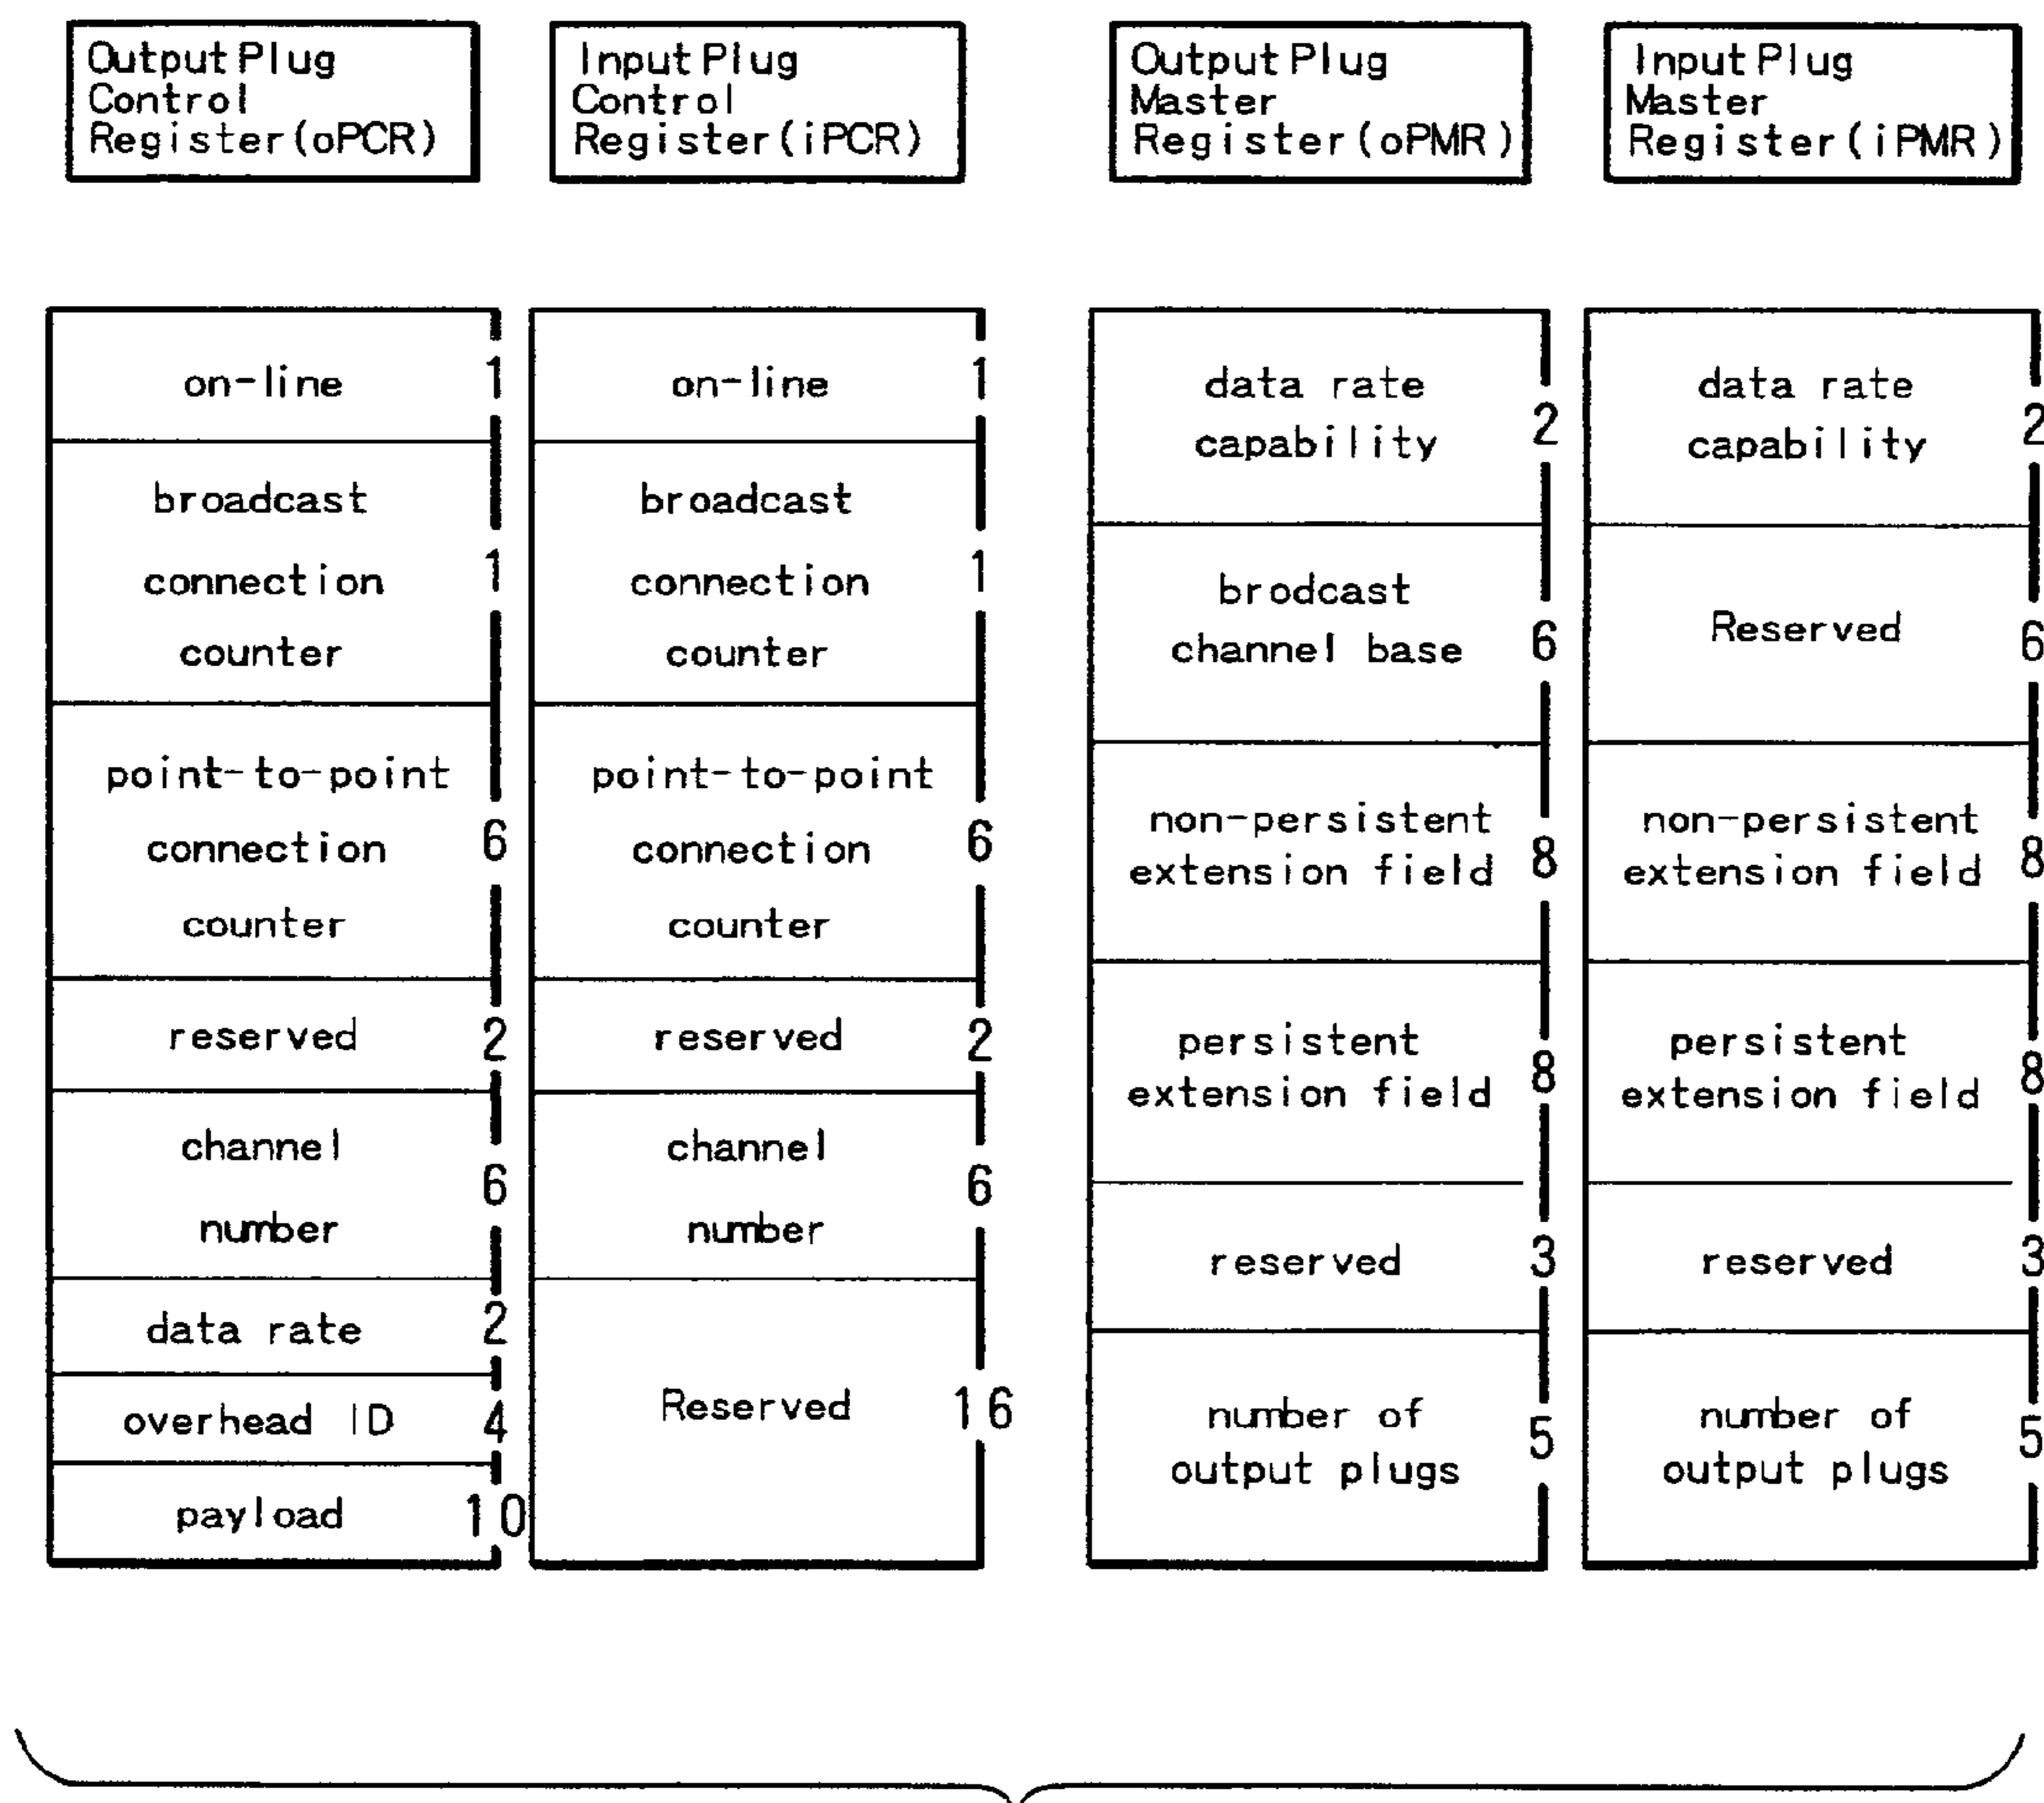 Output Plug
Control
Register(oPCR)
Input Plug
Control
Register(iPCR)
Output Plug
Master
Register(oPMR)
Input Plug
Master
Register(iPMR)
on-line
1
broadcast
connection
1
counter
point-to-point
connection
6
counter
reserved
2
channel
6
number
data rate
2
overhead ID
4
payload
10
on-line
1
broadcast
connection
1
counter
point-to-point
connection
6
counter
reserved
2
channel
6
number
Reserved
16
data rate
2
capability
brodcast
channel base
6
non-persistent
extension field
8
persistent
extension field
8
reserved
3
number of
5
output plugs
data rate
2
capability
Reserved
6
non-persistent
extension field
8
persistent
extension field
8
reserved
3
number of
5
output plugs